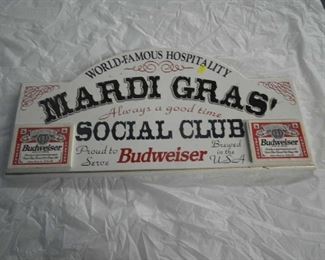 WORLD-FAMOUS HOSPITALITY
MARDI GRAS'
Always a good time
SOCIAL CLUB
Proud to Serve
Budweiser
Brewed in the U.S.A
Budweiser
Budweiser